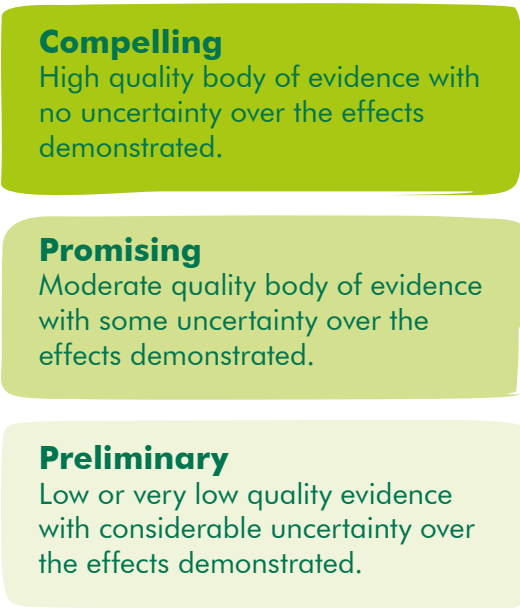 Compelling
High quality body of evidence with
no uncertainty over the effects
demonstrated.
Promising
Moderate quality body of evidence
with some uncertainty over the
effects demonstrated.
Preliminary
Low or very low quality evidence
with considerable uncertainty over
the effects demonstrated.